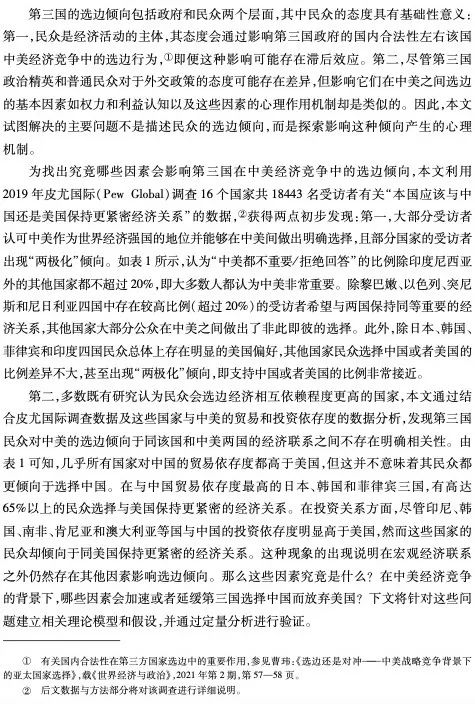 第三国的选边倾向包括政府和民众两个层面,其中民众的态度具有基础性意义:
第一,民众是经济活动的主体,其态度会通过影响第三国政府的国内合法性左右该国
中美经济竞争中的选边行为,①即便这种影响可能存在滞后效应。第二,尽管第三国
政治精英和普通民众对于外交政策的态度可能存在差异,但影响它们在中美之间选边
的基本因素如权力和利益认知以及这些因素的心理作用机制却是类似的。因此,本文
试图解决的主要问题不是描述民众的选边倾向,而是探索影响这种倾向产生的心理
机制。
为找出究竟哪些因素会影响第三国在中美经济竞争中的选边倾向,本文利用
2019 年皮尤国际(Pew Global)调查 16 个国家共 18443 名受访者有关“本国应该与中
国还是美国保持更紧密经济关系”的数据,②获得两点初步发现:第一,大部分受访者
认可中美作为世界经济强国的地位并能够在中美间做出明确选择,且部分国家的受访者
出现“两极化”倾向。如表 1 所示,认为“中美都不重要/拒绝回答”的比例除印度尼西亚
外的其他国家都不超过 20%,即大多数人都认为中美非常重要。除黎巴嫩、以色列、突尼
斯和尼日利亚四国中存在较高比例(超过 20%)的受访者希望与两国保持同等重要的经
济关系,其他国家大部分公众在中美之间做出了非此即彼的选择。此外,除日本、韩国、
菲律宾和印度四国民众总体上存在明显的美国偏好,其他国家民众选择中国或者美国的
比例差异不大,甚至出现“两极化”倾向,即支持中国或者美国的比例非常接近。
第二,多数既有研究认为民众会选边经济相互依赖程度更高的国家,本文通过结
合皮尤国际调查数据及这些国家与中美的贸易和投资依存度的数据分析,发现第三国
民众对中美的选边倾向于同该国和中美两国的经济联系之间不存在明确相关性。由
表 1 可知,几乎所有国家对中国的贸易依存度都高于美国,但这并不意味着其民众都
更倾向于选择中国。在与中国贸易依存度最高的日本、韩国和菲律宾三国,有高达
65%以上的民众选择与美国保持更紧密的经济关系。在投资关系方面,尽管印尼、韩
国、南非、肯尼亚和澳大利亚等国与中国的投资依存度明显高于美国,然而这些国家的
民众却倾向于同美国保持更紧密的经济关系。这种现象的出现说明在宏观经济联系
之外仍然存在其他因素影响选边倾向。那么这些因素究竟是什么? 在中美经济竞争
的背景下,哪些因素会加速或者延缓第三国选择中国而放弃美国? 下文将针对这些问
题建立相关理论模型和假设,并通过定量分析进行验证。
① 有关国内合法性在第三方国家选边中的重要作用,参见曹玮:《选边还是对冲——中美战略竞争背景下
的亚太国家选择》,载《世界经济与政治》,2021 年第 2 期,第 57—58 页。
② 后文数据与方法部分将对该调查进行详细说明。